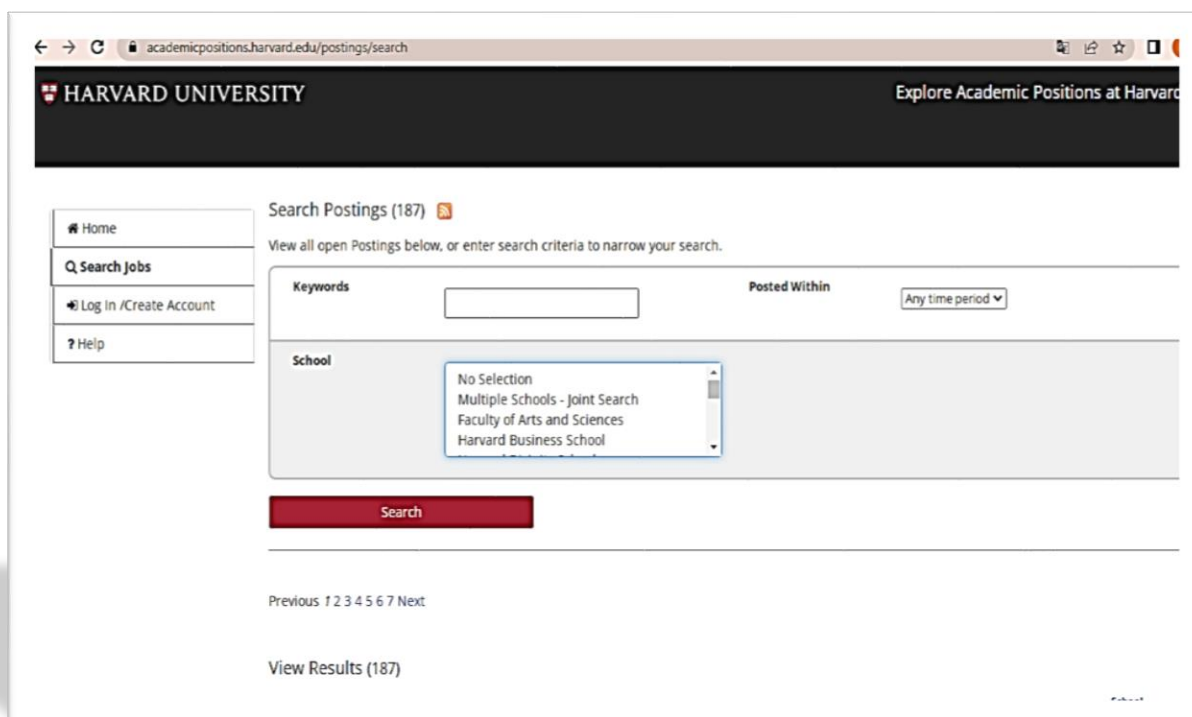 academicpositions.harvard.edu/postings/search
HARVARD UNIVERSITY
Explore Academic Positions at Harvard
Home
Search Jobs
Log In /Create Account
? Help
Search Postings (187)
View all open Postings below, or enter search criteria to narrow your search.
Keywords
Posted Within
Any time period
School
No Selection
Multiple Schools - Joint Search
Faculty of Arts and Sciences
Harvard Business School
Search
Previous 1 2 3 4 5 6 7 Next
View Results (187)